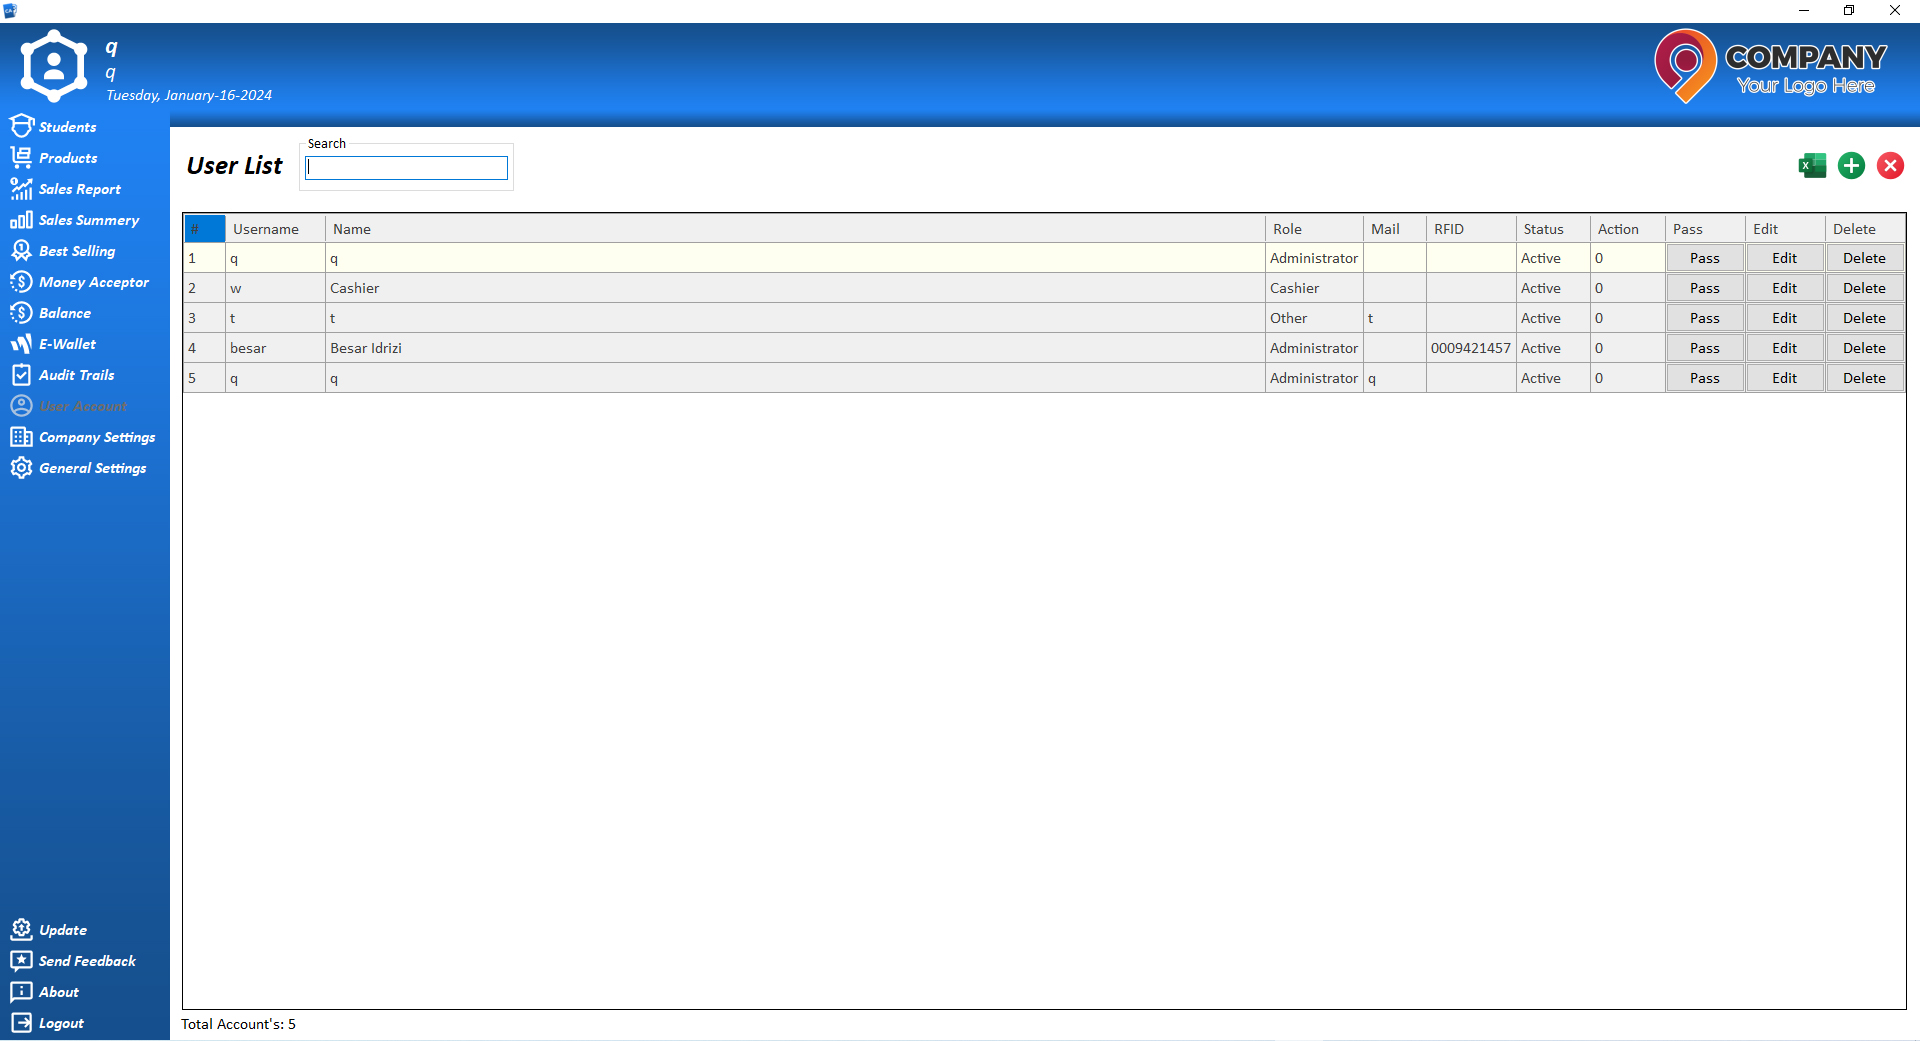 q
q
Tuesday, January-16-2024
COMPANY
Your Logo Here
Students
Products
Sales Report
Sales Summery
Best Selling
Money Acceptor
Balance
E-Wallet
Audit Trails
User Account
Company Settings
General Settings
Update
Send Feedback
About
Logout
User List
Search
# Username Name Role Mail RFID Status Action Pass Edit Delete
1 q q Administrator Active 0 Pass Edit Delete
2 w Cashier Cashier Active 0 Pass Edit Delete
3 t t Other t Active 0 Pass Edit Delete
4 besar Besar Idrizi Administrator 0009421457 Active 0 Pass Edit Delete
5 q q Administrator q Active 0 Pass Edit Delete
Total Account's: 5